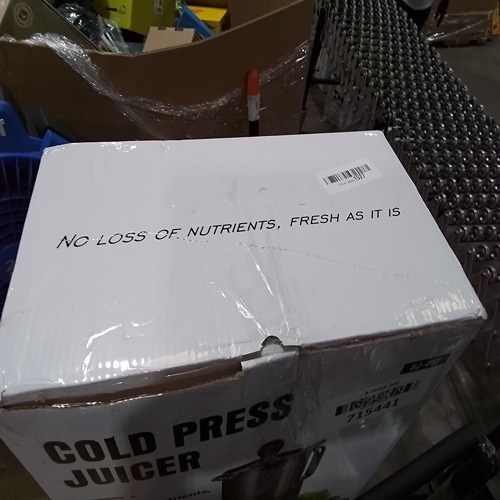 NO LOSS OF NUTRIENTS, FRESH AS IT IS
COLD PRESS
JUICER
715441